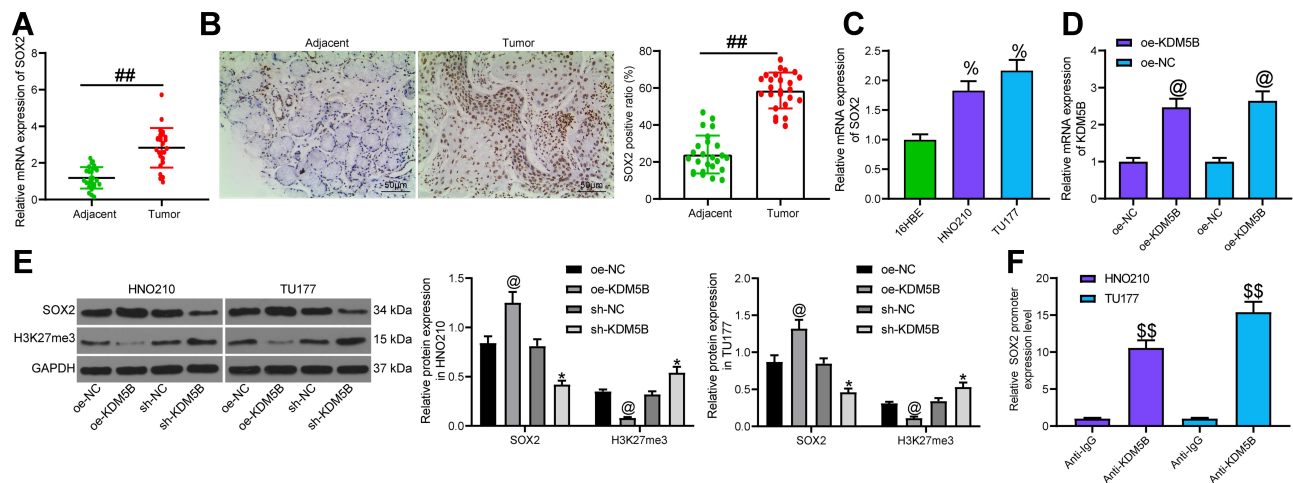 A
Relative mRNA expression of SOX2
8
6
4
2
0
##
Adjacent
Tumor
B
Adjacent
Tumor
50μm
50μm
SOX2 positive ratio (%)
80
60
40
20
0
##
Adjacent
Tumor
C
Relative mRNA expression
of SOX2
2.5
2.0
1.5
1.0
0.5
0.0
%
%
16HBE
HNO210
TU177
D
oe-KDM5B
oe-NC
Relative mRNA expression
of KDM5B
4
3
2
1
0
@
@
oe-NC
oe-KDM5B
oe-NC
oe-KDM5B
E
HNO210
TU177
SOX2
34 kDa
H3K27me3
15 kDa
GAPDH
37 kDa
oe-NC
oe-KDM5B
sh-NC
sh-KDM5B
oe-NC
oe-KDM5B
sh-NC
sh-KDM5B
Relative protein expression
in HNO210
1.5
1.0
0.5
0.0
@
*
@
*
SOX2
H3K27me3
oe-NC
oe-KDM5B
sh-NC
sh-KDM5B
Relative protein expression
in TU177
2.0
1.5
1.0
0.5
0.0
@
*
@
*
SOX2
H3K27me3
oe-NC
oe-KDM5B
sh-NC
sh-KDM5B
F
HNO210
TU177
Relative SOX2 promoter
expression level
20
15
10
5
0
$$
$$
Anti-IgG
Anti-KDM5B
Anti-IgG
Anti-KDM5B